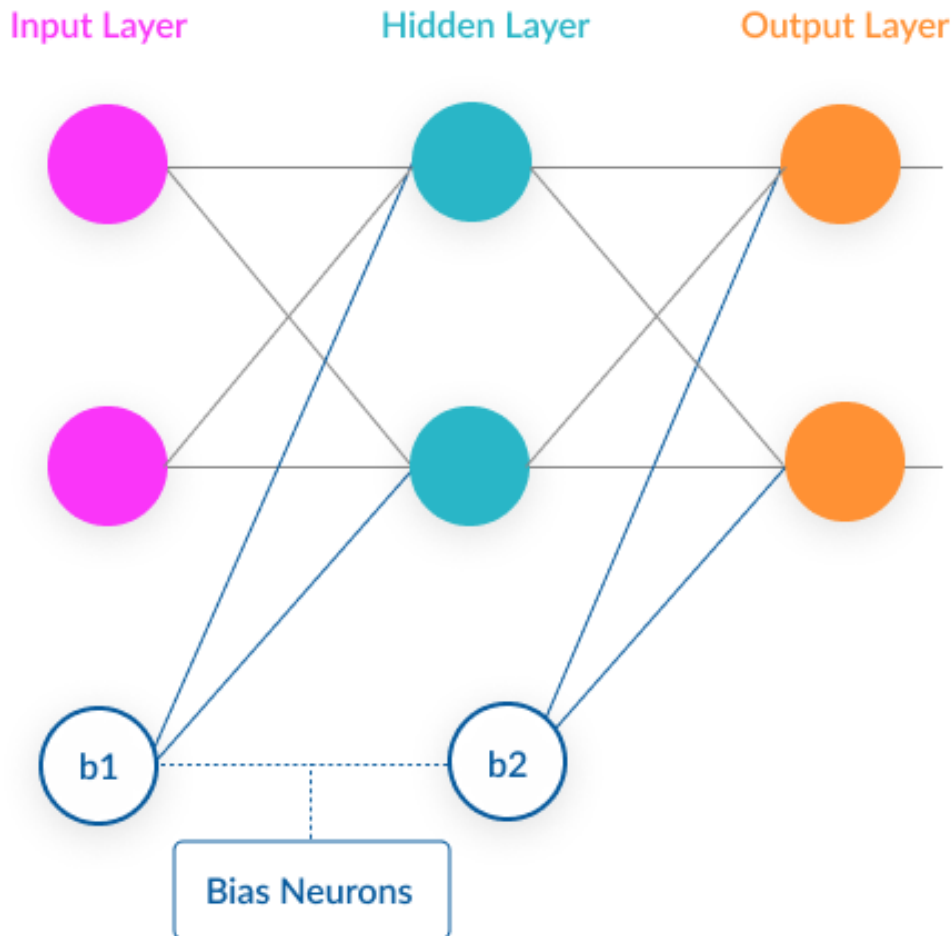 Input Layer
Hidden Layer
Output Layer
b1
b2
Bias Neurons